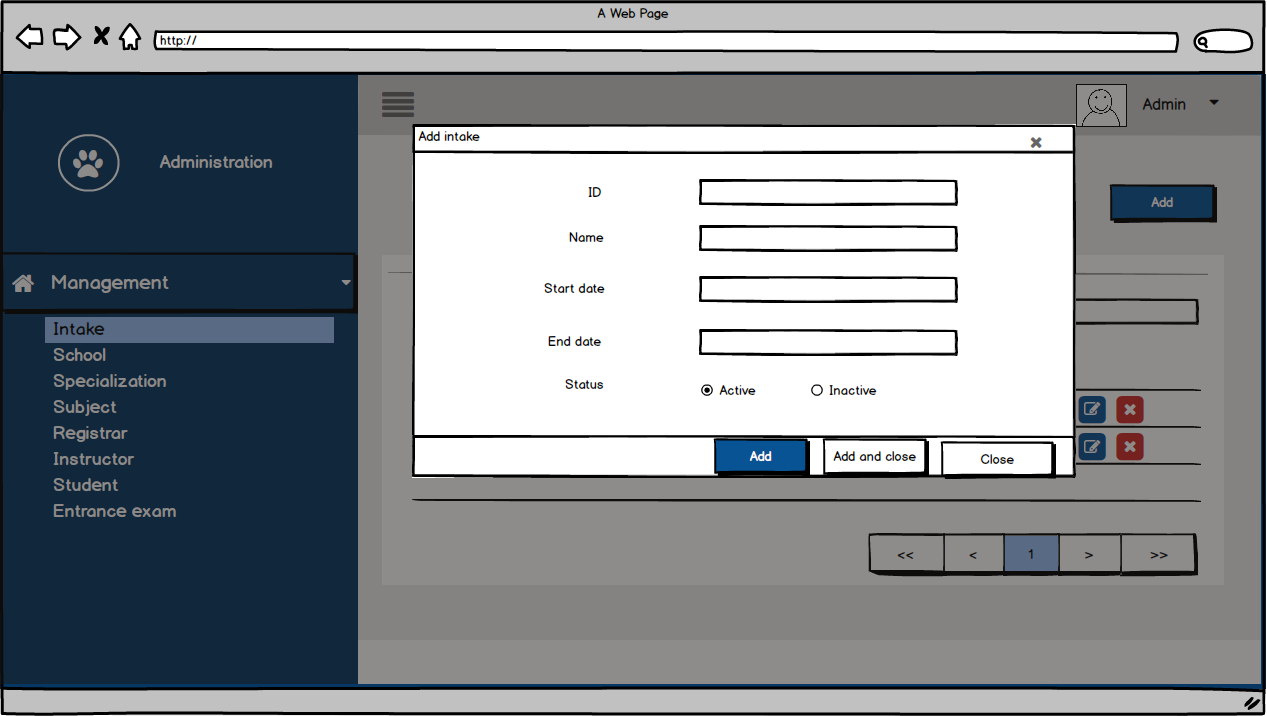 A Web Page
http://
Admin
Administration
Add
Management
Intake
School
Specialization
Subject
Registrar
Instructor
Student
Entrance exam
Add intake
ID
Name
Start date
End date
Status
Active
Inactive
Add
Add and close
Close
<< < 1 > >>